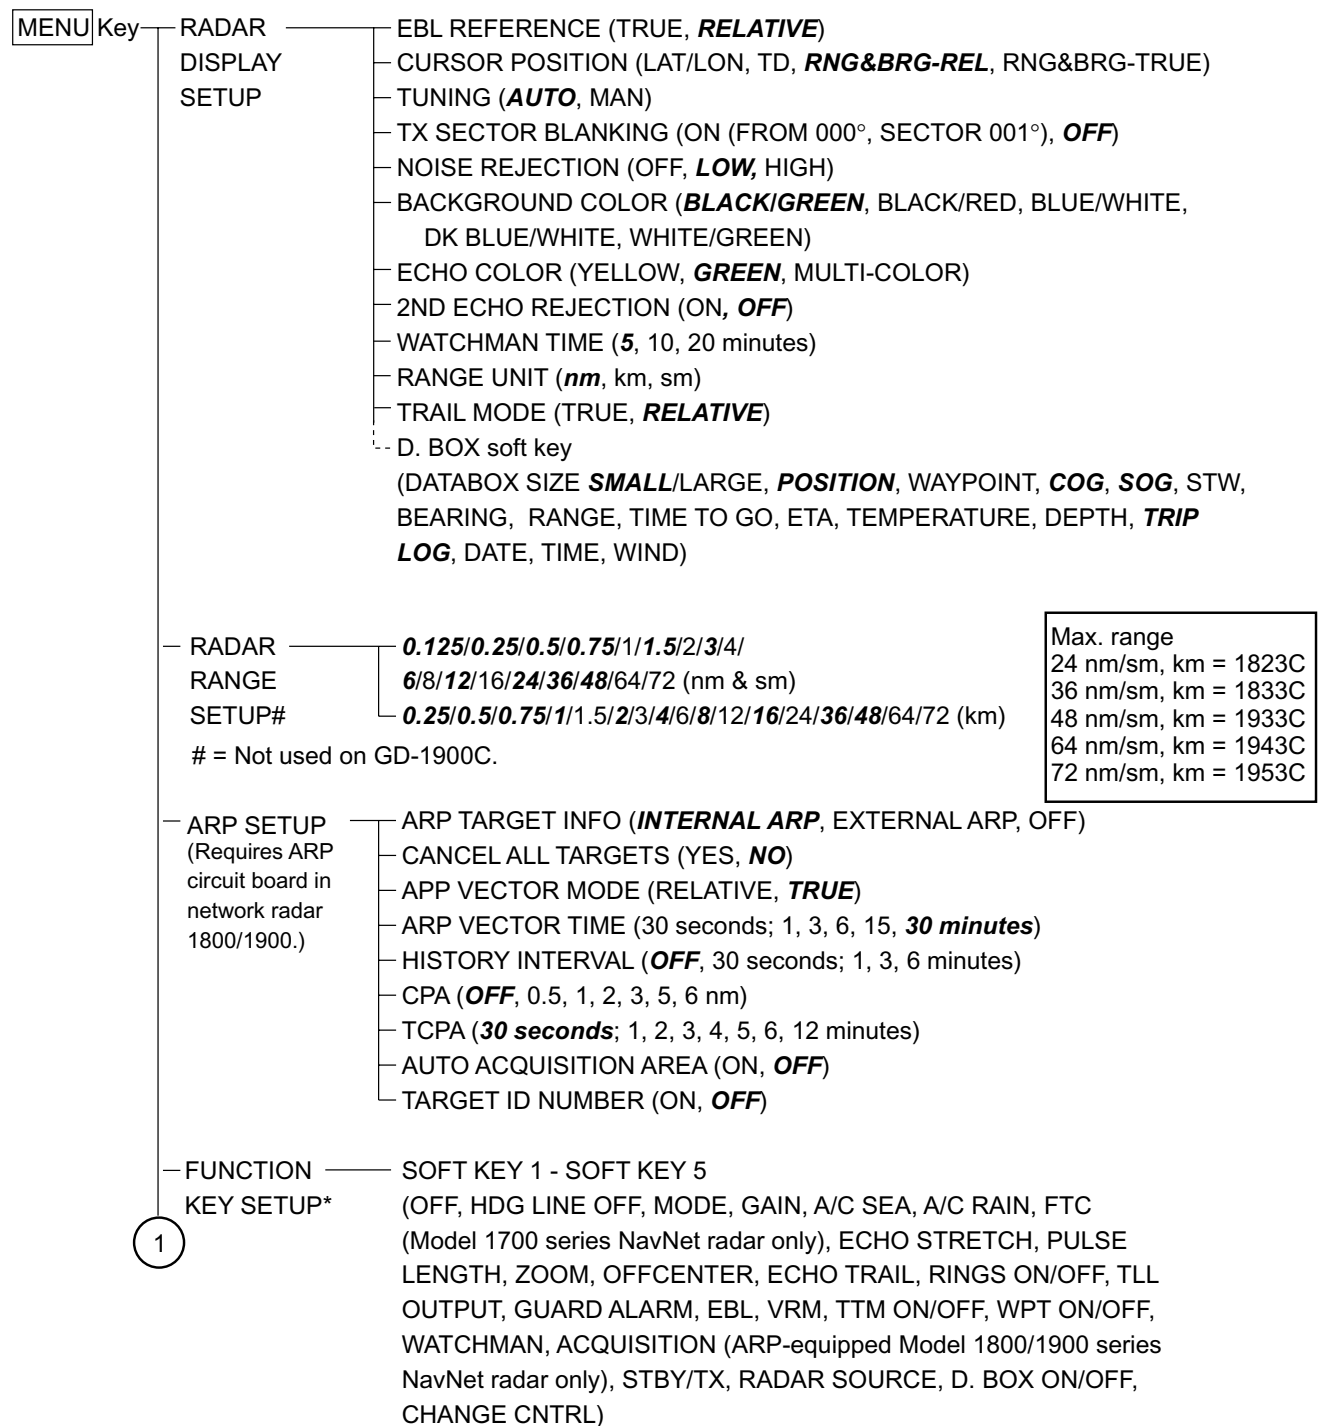 MENU Key
RADAR
DISPLAY
SETUP
EBL REFERENCE (TRUE, RELATIVE)
CURSOR POSITION (LAT/LON, TD, RNG&BRG-REL, RNG&BRG-TRUE)
TUNING (AUTO, MAN)
TX SECTOR BLANKING (ON (FROM 000°, SECTOR 001°), OFF)
NOISE REJECTION (OFF, LOW, HIGH)
BACKGROUND COLOR (BLACK/GREEN, BLACK/RED, BLUE/WHITE,
DK BLUE/WHITE, WHITE/GREEN)
ECHO COLOR (YELLOW, GREEN, MULTI-COLOR)
2ND ECHO REJECTION (ON, OFF)
WATCHMAN TIME (5, 10, 20 minutes)
RANGE UNIT (nm, km, sm)
TRAIL MODE (TRUE, RELATIVE)
D. BOX soft key
(DATABOX SIZE SMALL/LARGE, POSITION, WAYPOINT, COG, SOG, STW,
BEARING, RANGE, TIME TO GO, ETA, TEMPERATURE, DEPTH, TRIP
LOG, DATE, TIME, WIND)
RADAR
RANGE
SETUP#
0.125/0.25/0.5/0.75/1/1.5/2/3/4/
6/8/12/16/24/36/48/64/72 (nm & sm)
0.25/0.5/0.75/1/1.5/2/3/4/6/8/12/16/24/36/48/64/72 (km)
# = Not used on GD-1900C.
Max. range
24 nm/sm, km = 1823C
36 nm/sm, km = 1833C
48 nm/sm, km = 1933C
64 nm/sm, km = 1943C
72 nm/sm, km = 1953C
ARP SETUP
(Requires ARP
circuit board in
network radar
1800/1900.)
ARP TARGET INFO (INTERNAL ARP, EXTERNAL ARP, OFF)
CANCEL ALL TARGETS (YES, NO)
APP VECTOR MODE (RELATIVE, TRUE)
ARP VECTOR TIME (30 seconds; 1, 3, 6, 15, 30 minutes)
HISTORY INTERVAL (OFF, 30 seconds; 1, 3, 6 minutes)
CPA (OFF, 0.5, 1, 2, 3, 5, 6 nm)
TCPA (30 seconds; 1, 2, 3, 4, 5, 6, 12 minutes)
AUTO ACQUISITION AREA (ON, OFF)
TARGET ID NUMBER (ON, OFF)
FUNCTION
KEY SETUP*
SOFT KEY 1 - SOFT KEY 5
(OFF, HDG LINE OFF, MODE, GAIN, A/C SEA, A/C RAIN, FTC
(Model 1700 series NavNet radar only), ECHO STRETCH, PULSE
LENGTH, ZOOM, OFFCENTER, ECHO TRAIL, RINGS ON/OFF, TLL
OUTPUT, GUARD ALARM, EBL, VRM, TTM ON/OFF, WPT ON/OFF,
WATCHMAN, ACQUISITION (ARP-equipped Model 1800/1900 series
NavNet radar only), STBY/TX, RADAR SOURCE, D. BOX ON/OFF,
CHANGE CNTRL)
1